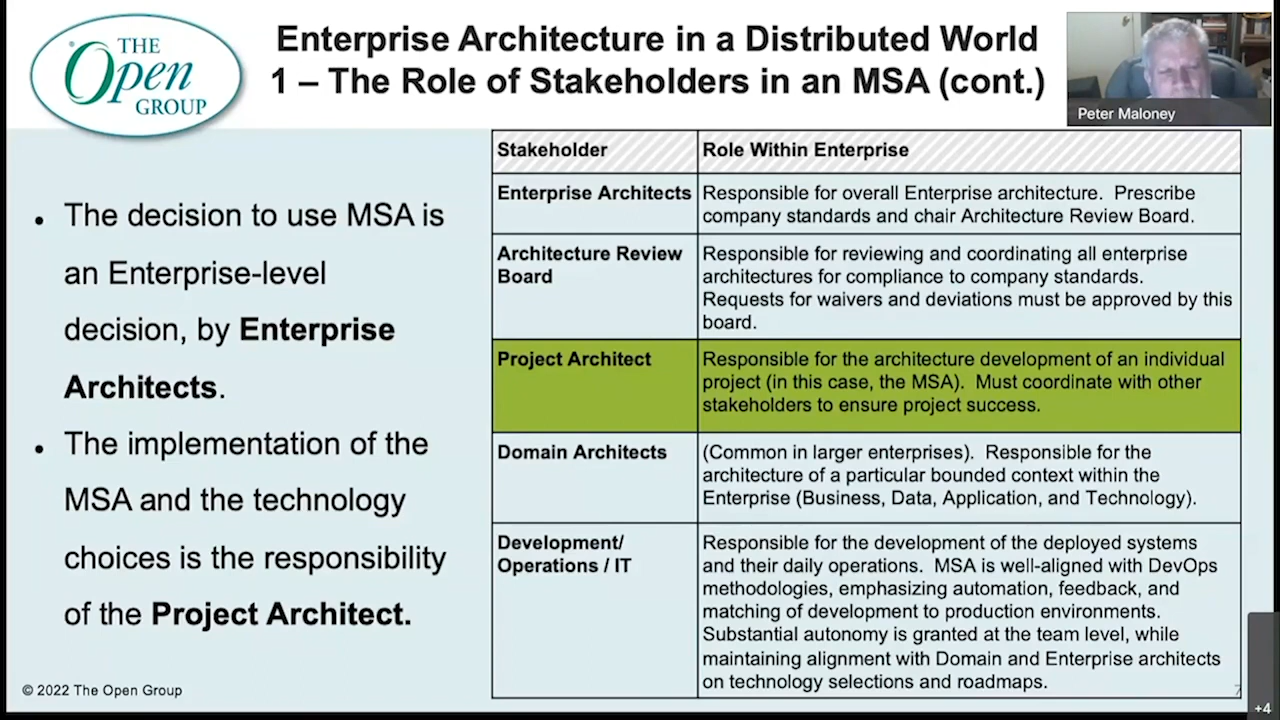 THE
Open
GROUP
Enterprise Architecture in a Distributed World
1 – The Role of Stakeholders in an MSA (cont.)
Peter Maloney
• The decision to use MSA is
an Enterprise-level
decision, by Enterprise
Architects.
• The implementation of the
MSA and the technology
choices is the responsibility
of the Project Architect.
Stakeholder
Role Within Enterprise
Enterprise Architects
Responsible for overall Enterprise architecture. Prescribe
company standards and chair Architecture Review Board.
Architecture Review
Board
Responsible for reviewing and coordinating all enterprise
architectures for compliance to company standards.
Requests for waivers and deviations must be approved by this
board.
Project Architect
Responsible for the architecture development of an individual
project (in this case, the MSA). Must coordinate with other
stakeholders to ensure project success.
Domain Architects
(Common in larger enterprises). Responsible for the
architecture of a particular bounded context within the
Enterprise (Business, Data, Application, and Technology).
Development/
Operations / IT
Responsible for the development of the deployed systems
and their daily operations. MSA is well-aligned with DevOps
methodologies, emphasizing automation, feedback, and
matching of development to production environments.
Substantial autonomy is granted at the team level, while
maintaining alignment with Domain and Enterprise architects
on technology selections and roadmaps.
© 2022 The Open Group
7
+4